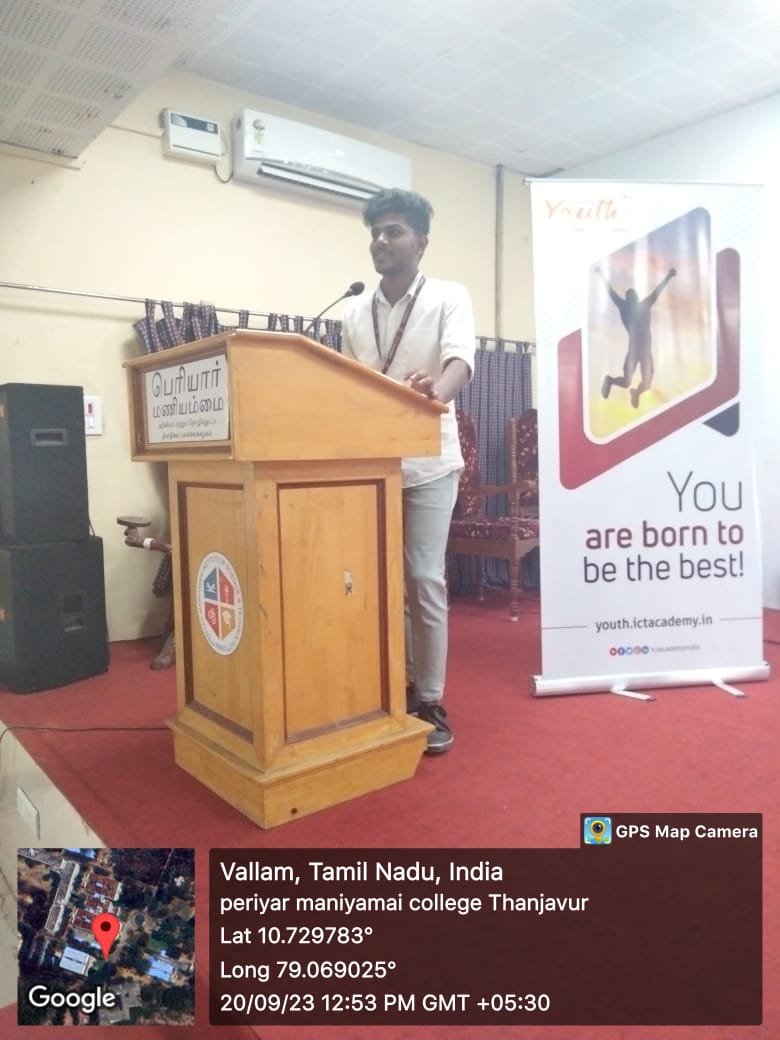 பெரியார்
மணியம்மை
Youth
You
are born to
be the best!
youth.ictacademy.in
ictacademyindia
GPS Map Camera
Vallam, Tamil Nadu, India
periyar maniyamai college Thanjavur
Lat 10.729783°
Long 79.069025°
20/09/23 12:53 PM GMT +05:30
Google